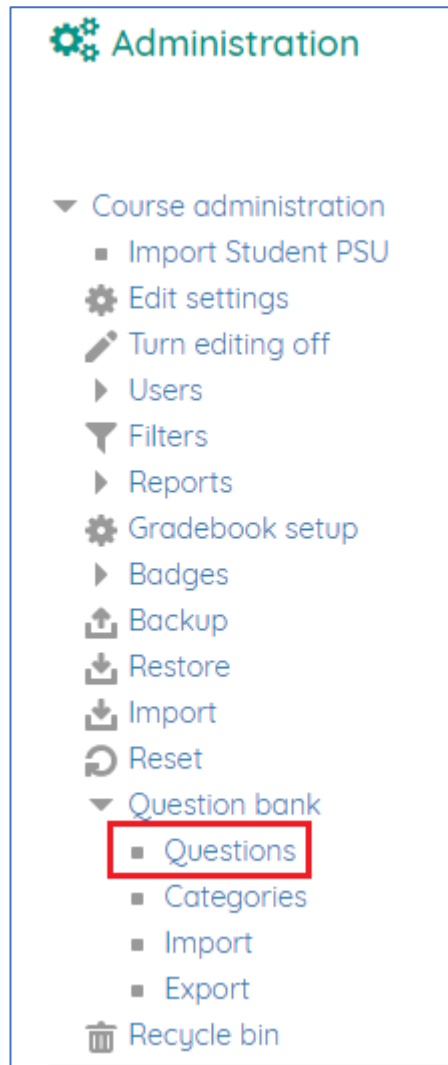 Administration
Course administration
Import Student PSU
Edit settings
Turn editing off
Users
Filters
Reports
Gradebook setup
Badges
Backup
Restore
Import
Reset
Question bank
Questions
Categories
Import
Export
Recycle bin